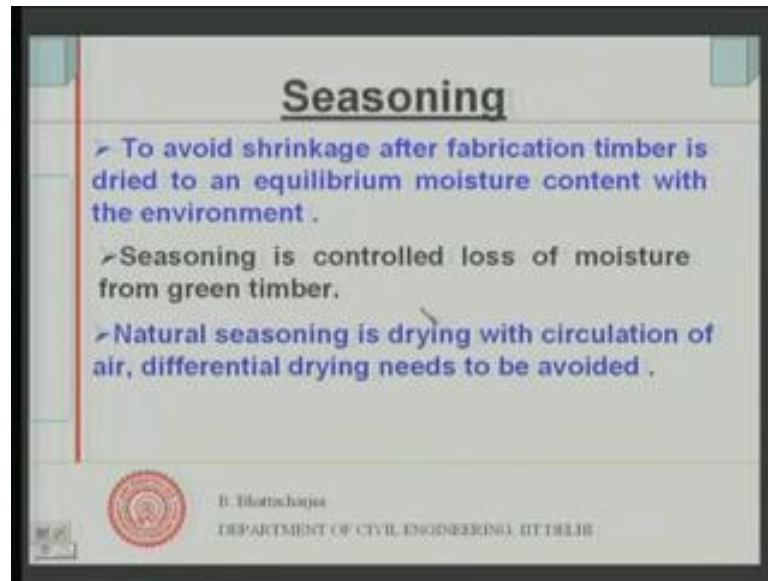 Seasoning
➢ To avoid shrinkage after fabrication timber is
dried to an equilibrium moisture content with
the environment .
➢Seasoning is controlled loss of moisture
from green timber.
➢Natural seasoning is drying with circulation of
air, differential drying needs to be avoided .
B. Bhattacharjee
DEPARTMENT OF CIVIL ENGINEERING, IIT DELHI